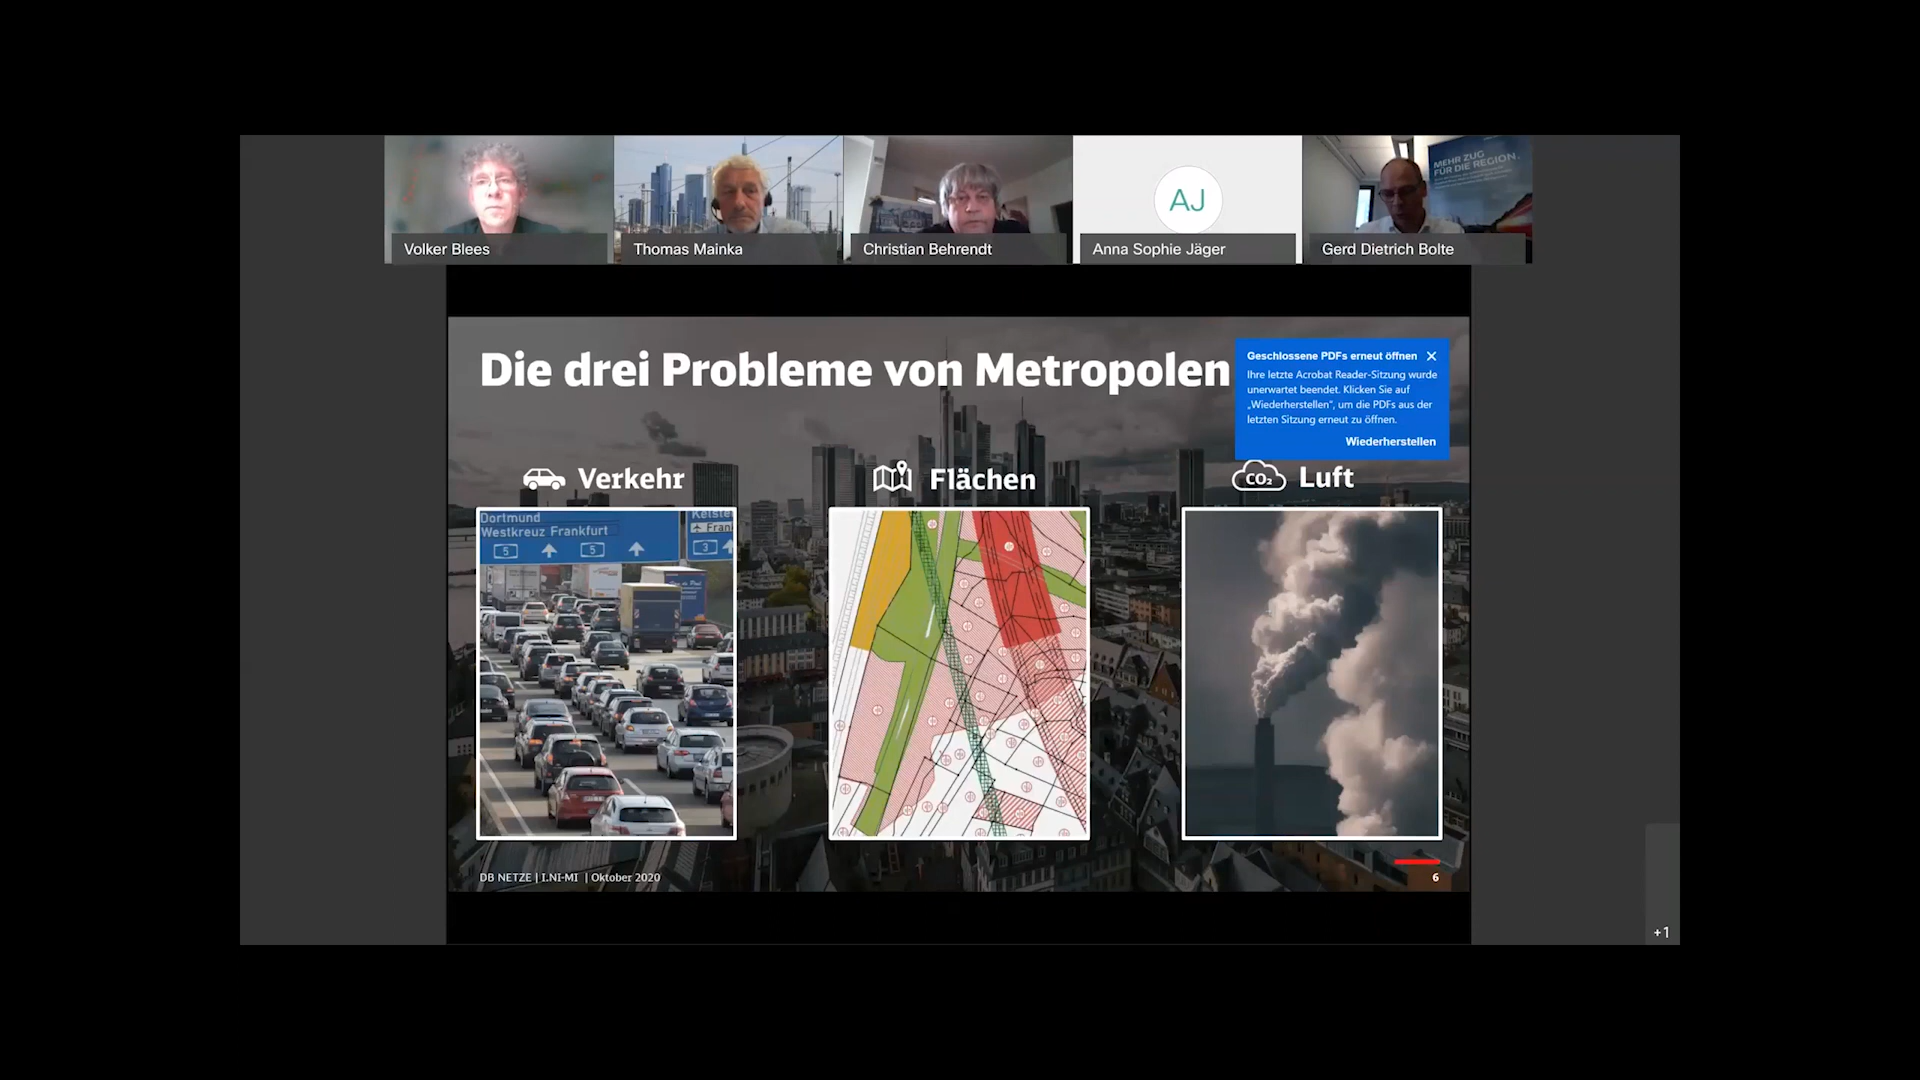 MEHR ZUG
FÜR DIE REGION.
AJ
Volker Blees
Thomas Mainka
Christian Behrendt
Anna Sophie Jäger
Gerd Dietrich Bolte
Die drei Probleme von Metropolen
Geschlossene PDFs erneut öffnen
Ihre letzte Acrobat Reader-Sitzung wurde
unerwartet beendet. Klicken Sie auf
„Wiederherstellen", um die PDFs aus der
letzten Sitzung erneut zu öffnen.
Wiederherstellen
Verkehr
Flächen
CO₂ Luft
Dortmund
Westkreuz Frankfurt
5 5
Kelste
Fran
3
DB NETZE | I.NI-MI | Oktober 2020
6
+1